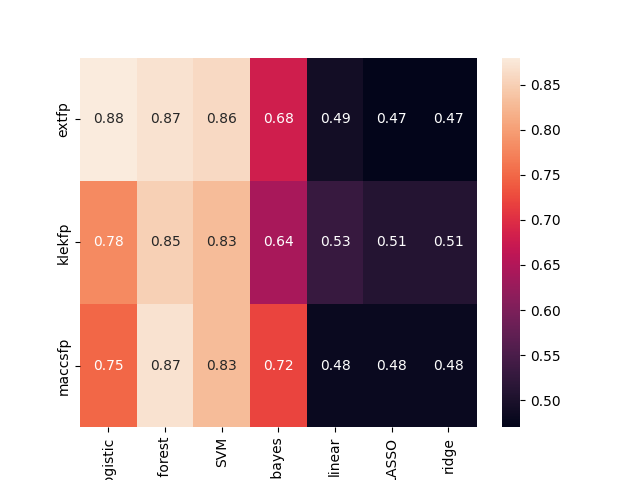 extfp 0.88 0.87 0.86 0.68 0.49 0.47 0.47
klekfp 0.78 0.85 0.83 0.64 0.53 0.51 0.51
maccsfp 0.75 0.87 0.83 0.72 0.48 0.48 0.48
ogistic forest SVM bayes linear ASSO ridge
0.85
0.80
0.75
0.70
0.65
0.60
0.55
0.50